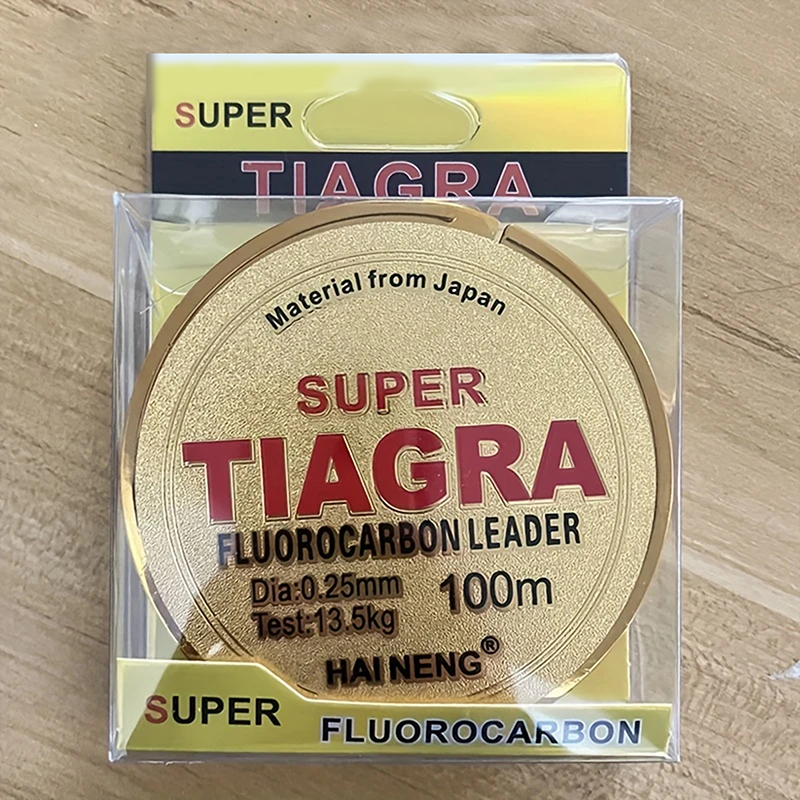 SUPER
TIAGRA
Material from Japan
SUPER
TIAGRA
FLUOROCARBON LEADER
Dia:0.25mm 100m
Test:13.5kg
HAI NENG®
SUPER
FLUOROCARBON